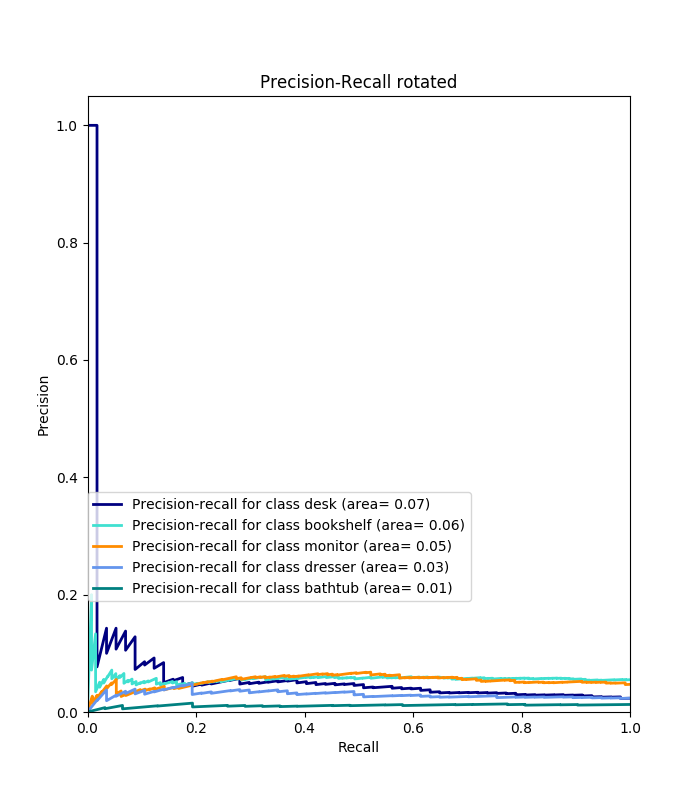 Precision-Recall rotated
1.0
0.8
0.6
0.4
0.2
0.0
Precision
Precision-recall for class desk (area= 0.07)
Precision-recall for class bookshelf (area= 0.06)
Precision-recall for class monitor (area= 0.05)
Precision-recall for class dresser (area= 0.03)
Precision-recall for class bathtub (area= 0.01)
0.0 0.2 0.4 0.6 0.8 1.0
Recall